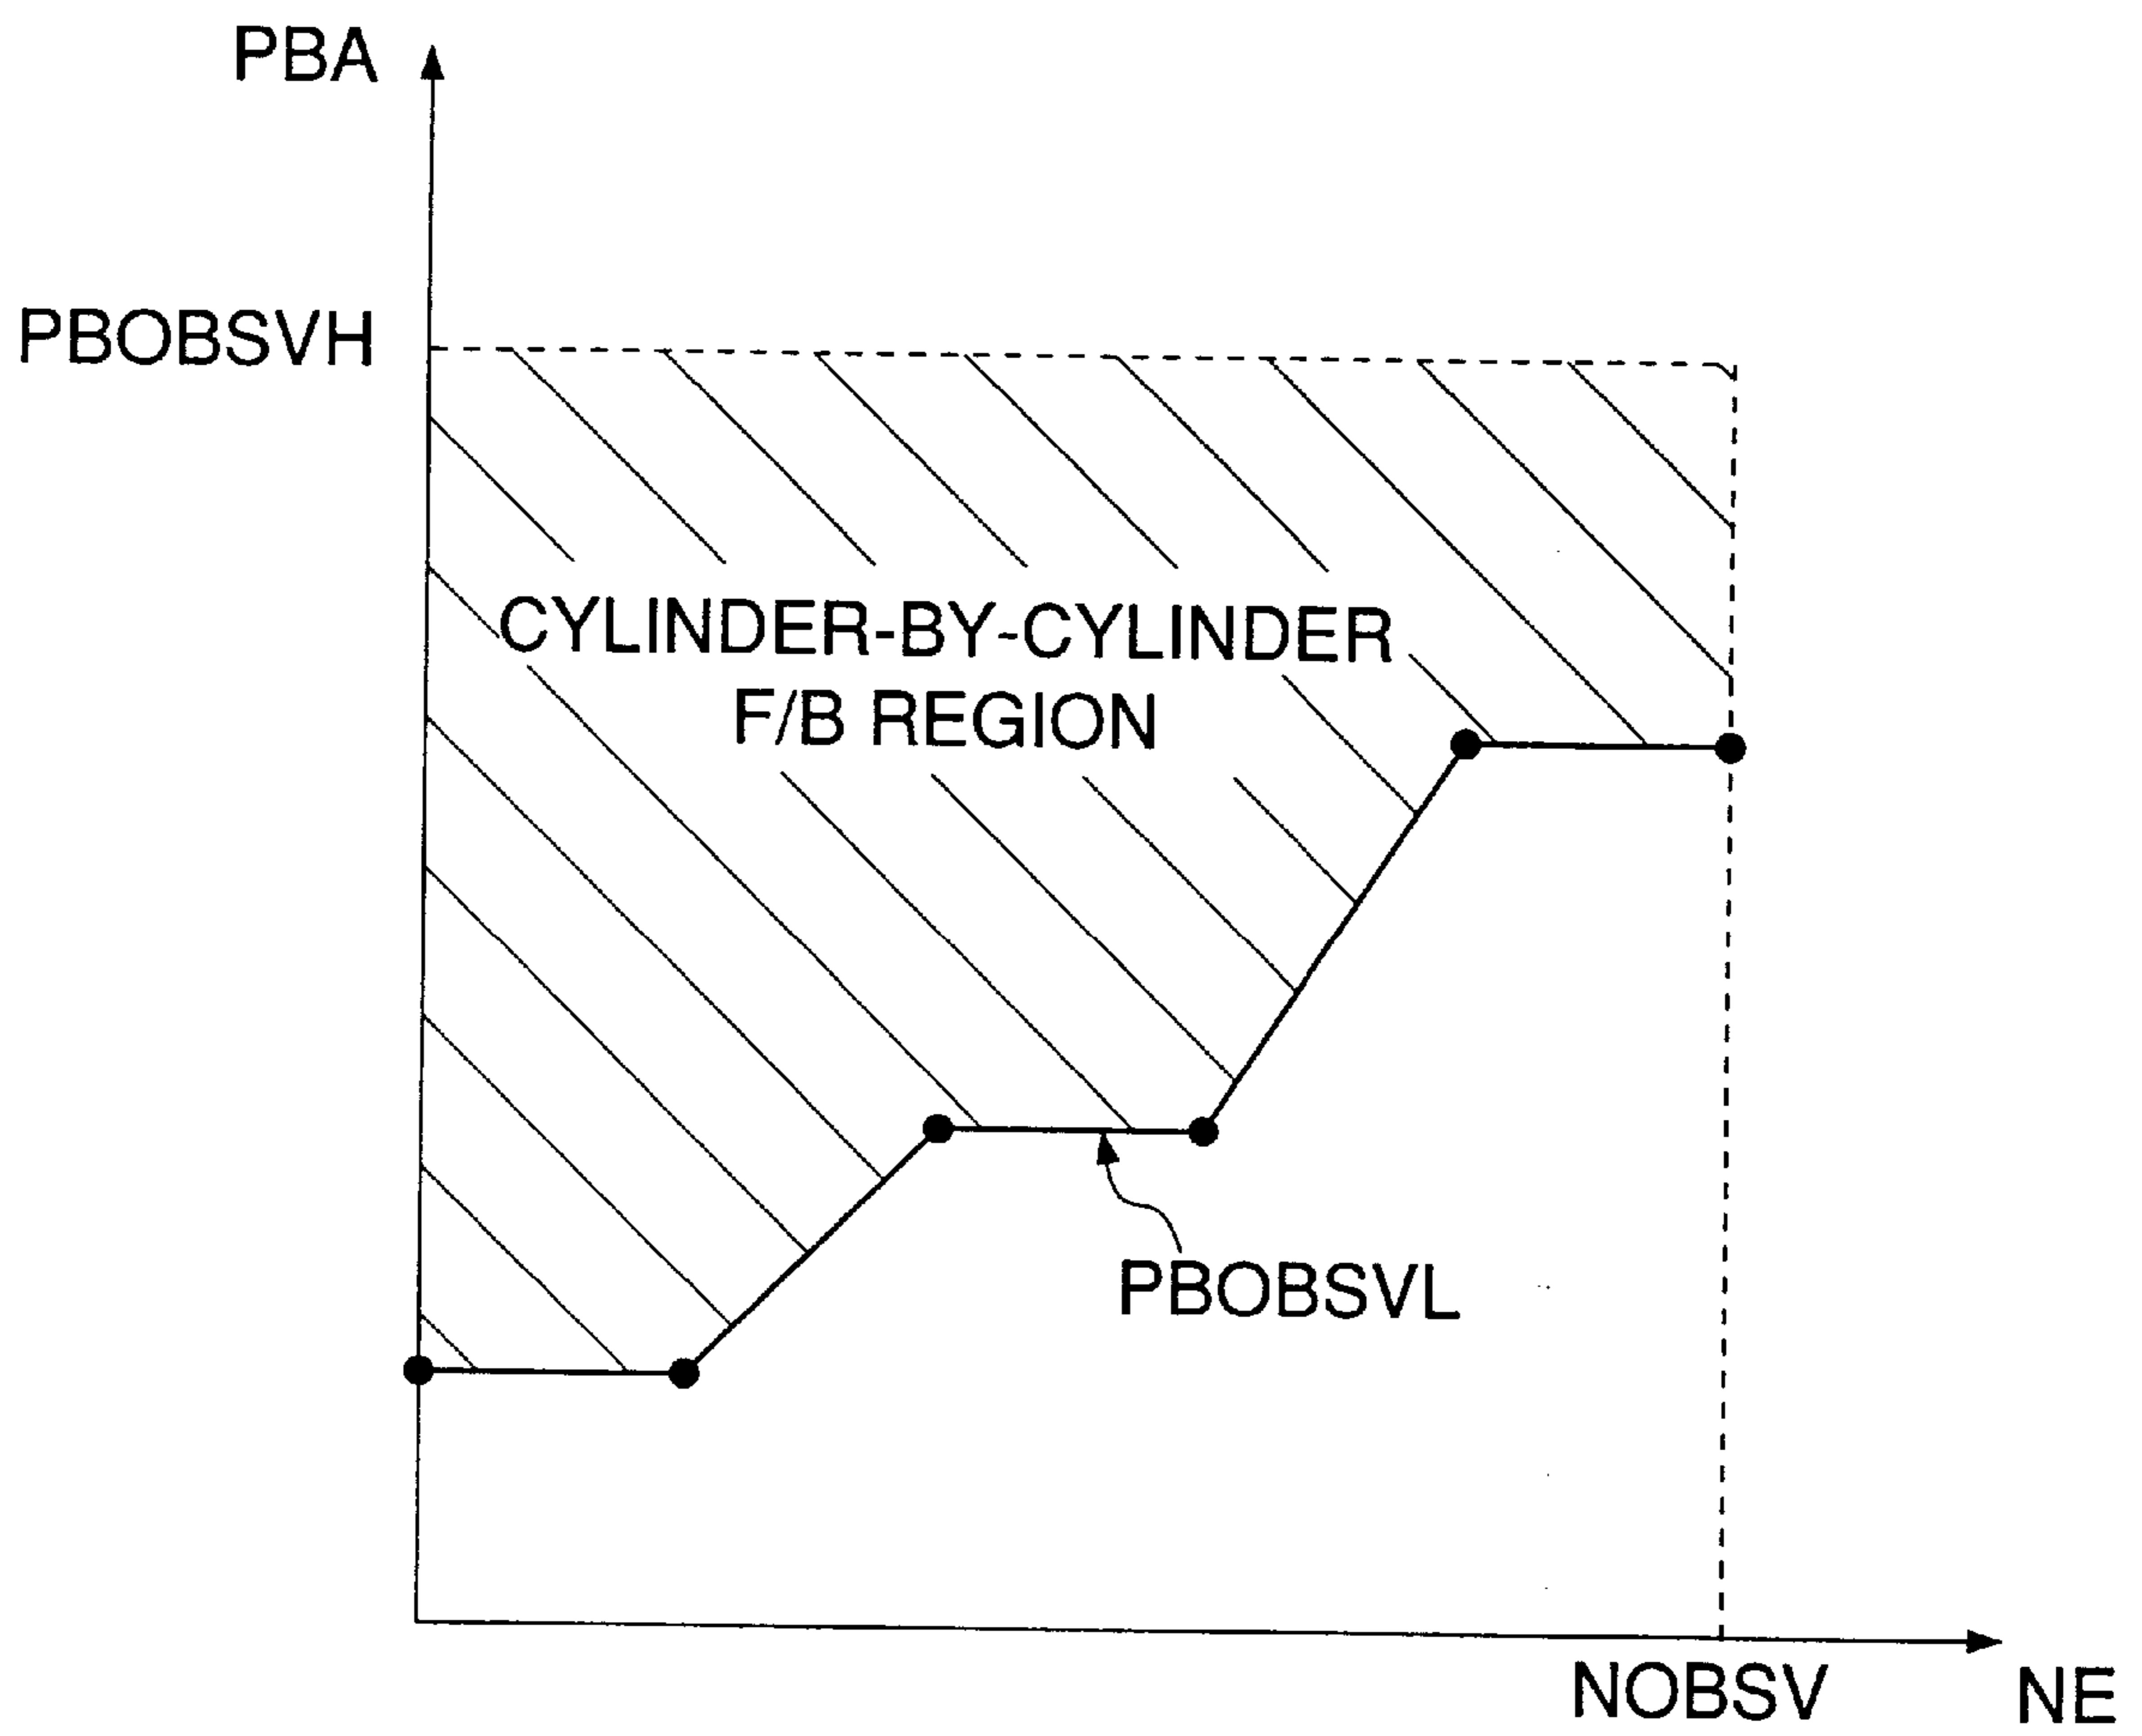 PBA
PBOBSVH
CYLINDER-BY-CYLINDER
F/B REGION
PBOBSVL
NOBSV
NE